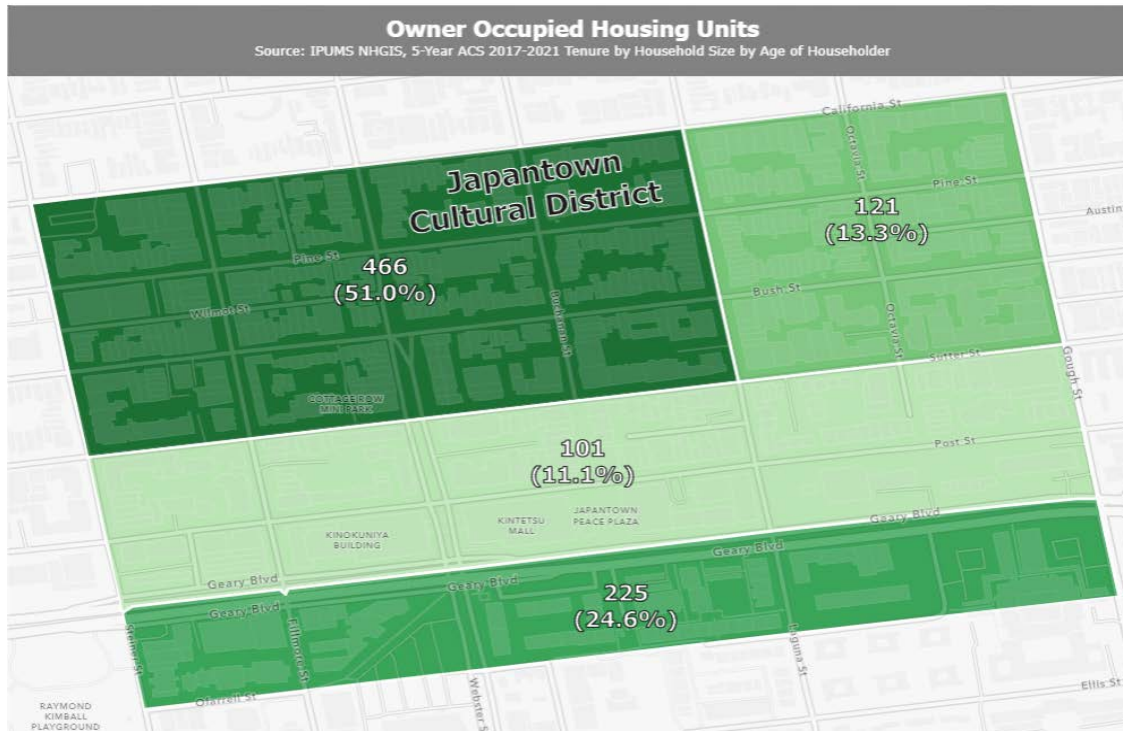 Owner Occupied Housing Units
Source: IPUMS NHGIS, 5-Year ACS 2017-2021 Tenure by Household Size by Age of Householder
California St
Japantown
Cultural District
Octavia St
Pine St
Austin
121
(13.3%)
Pine St
466
(51.0%)
Wilmot St
Buchanan St
Bush St
Octavia St
Sutter St
Gough St
COTTAGE ROW
MINI PARK
101
(11.1%)
Post St
KINTETSU
MALL
JAPANTOWN
PEACE PLAZA
KINOKUNIYA
BUILDING
Geary Blvd
Geary Blvd
Geary Blvd
Geary Blvd
Geary Blvd
225
(24.6%)
Steiner St
Fillmore St
Laguna St
Webster S
Ofarrell St
Ellis St
RAYMOND
KIMBALL
PLAYGROUND